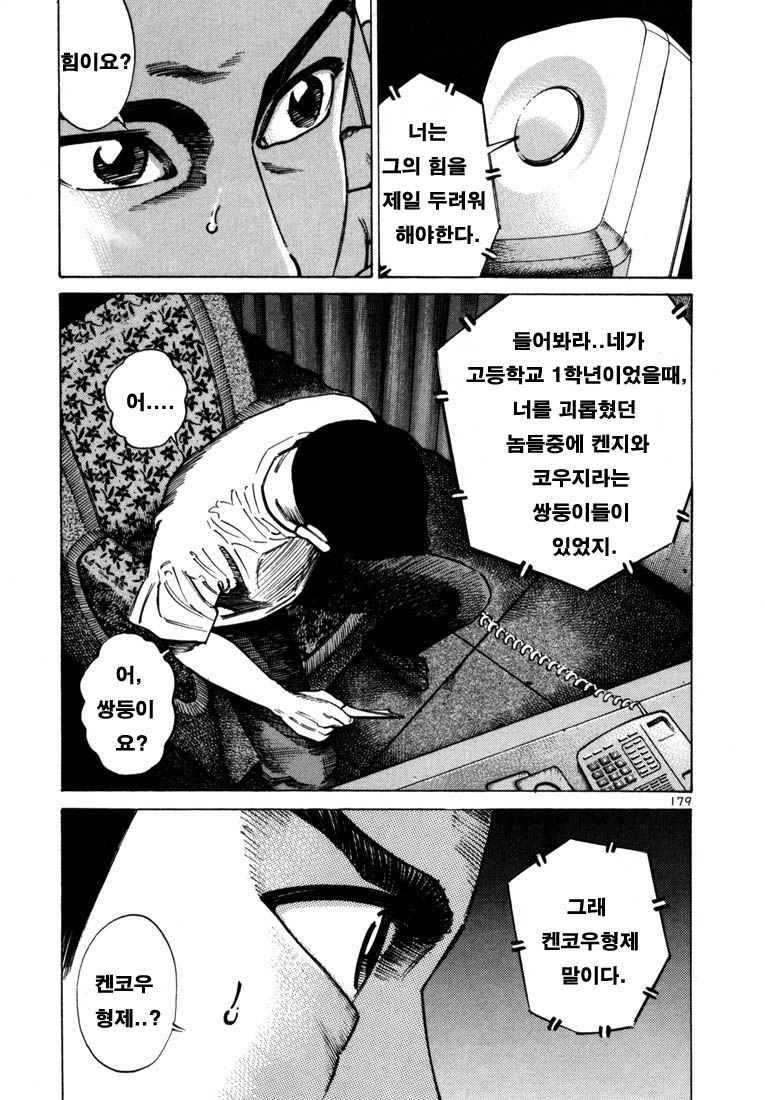 너는
그의 힘을
제일 두려워
해야한다.
힘이요?
들어봐라..네가
고등학교 1학년이었을때,
너를 괴롭혔던
놈들중에 켄지와
코우지라는
쌍둥이들이
있었지.
어....
어,
쌍둥이
요?
179
그래
켄코우형제
말이다.
켄코우
형제..?